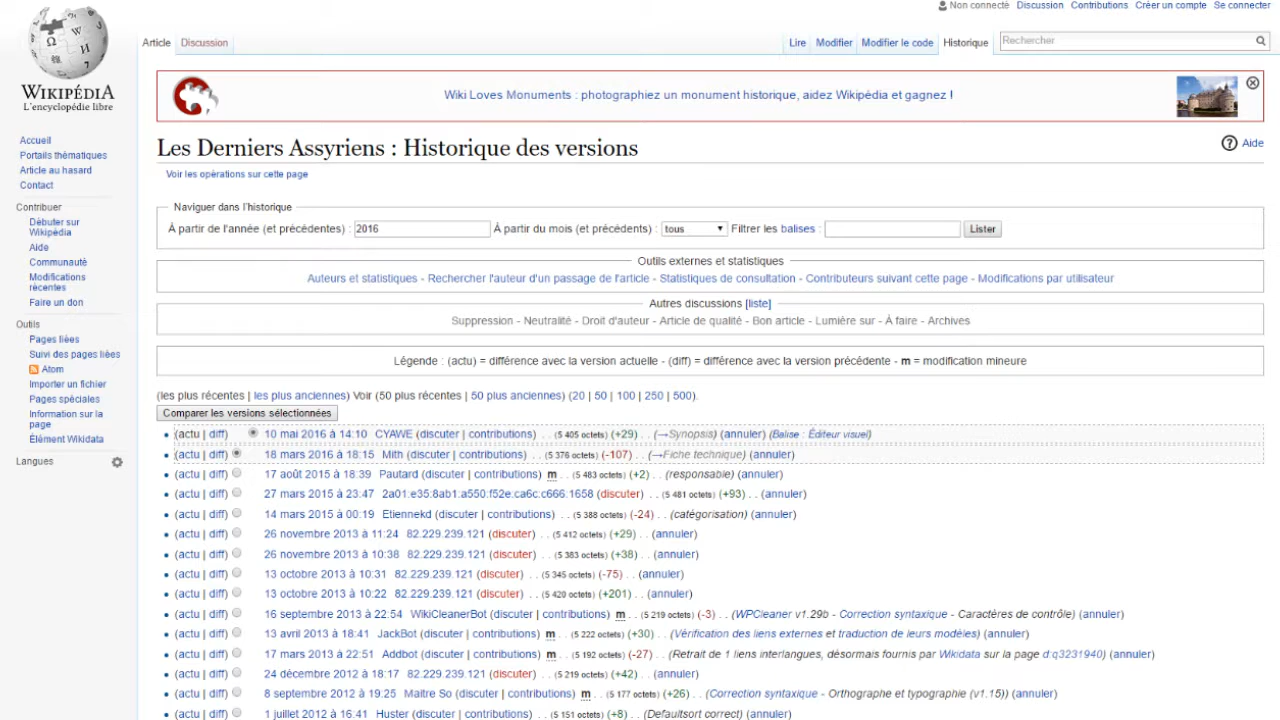 Non connecté Discussion Contributions Créer un compte Se connecter
WIKIPÉDIA
L'encyclopédie libre
Article Discussion Lire Modifier Modifier le code Historique Rechercher
Wiki Loves Monuments : photographiez un monument historique, aidez Wikipédia et gagnez !
Accueil
Portails thématiques
Article au hasard
Contact
Contribuer
Débuter sur
Wikipédia
Aide
Communauté
Modifications
récentes
Faire un don
Outils
Pages liées
Suivi des pages liées
Atom
Importer un fichier
Pages spéciales
Information sur la
page
Élément Wikidata
Langues
Les Derniers Assyriens : Historique des versions
Aide
Voir les opérations sur cette page
Naviguer dans l'historique
À partir de l'année (et précédentes) : 2016 À partir du mois (et précédents) : tous Filtrer les balises : Lister
Outils externes et statistiques
Auteurs et statistiques - Rechercher l'auteur d'un passage de l'article - Statistiques de consultation - Contributeurs suivant cette page - Modifications par utilisateur
Autres discussions [liste]
Suppression - Neutralité - Droit d'auteur - Article de qualité - Bon article - Lumière sur - À faire - Archives
Légende : (actu) = différence avec la version actuelle - (diff) = différence avec la version précédente - m = modification mineure
(les plus récentes | les plus anciennes) Voir (50 plus récentes | 50 plus anciennes) (20 | 50 | 100 | 250 | 500).
Comparer les versions sélectionnées
(actu | diff) 10 mai 2016 à 14:10 CYAWE (discuter | contributions) . . (5 405 octets) (+29) . . (→Synopsis) (annuler) (Balise : Éditeur visuel)
(actu | diff) 18 mars 2016 à 18:15 Mith (discuter | contributions) . . (5 376 octets) (-107) . . (→Fiche technique) (annuler)
(actu | diff) 17 août 2015 à 18:39 Pautard (discuter | contributions) m . . (5 483 octets) (+2) . . (responsable) (annuler)
(actu | diff) 27 mars 2015 à 23:47 2a01:e35:8ab1:a550:f52e:ca6c:c666:1658 (discuter) . . (5 481 octets) (+93) . . (annuler)
(actu | diff) 14 mars 2015 à 00:19 Etiennekd (discuter | contributions) . . (5 388 octets) (-24) . . (catégorisation) (annuler)
(actu | diff) 26 novembre 2013 à 11:24 82.229.239.121 (discuter) . . (5 412 octets) (+29) . . (annuler)
(actu | diff) 26 novembre 2013 à 10:38 82.229.239.121 (discuter) . . (5 383 octets) (+38) . . (annuler)
(actu | diff) 13 octobre 2013 à 10:31 82.229.239.121 (discuter) . . (5 345 octets) (-75) . . (annuler)
(actu | diff) 13 octobre 2013 à 10:22 82.229.239.121 (discuter) . . (5 420 octets) (+201) . . (annuler)
(actu | diff) 16 septembre 2013 à 22:54 WikiCleanerBot (discuter | contributions) m . . (5 219 octets) (-3) . . (WPCleaner v1.29b - Correction syntaxique - Caractères de contrôle) (annuler)
(actu | diff) 13 avril 2013 à 18:41 JackBot (discuter | contributions) m . . (5 222 octets) (+30) . . (Vérification des liens externes et traduction de leurs modèles) (annuler)
(actu | diff) 17 mars 2013 à 22:51 Addbot (discuter | contributions) m . . (5 192 octets) (-27) . . (Retrait de 1 liens interlangues, désormais fournis par Wikidata sur la page d:q3231940) (annuler)
(actu | diff) 24 décembre 2012 à 18:17 82.229.239.121 (discuter) . . (5 219 octets) (+42) . . (annuler)
(actu | diff) 8 septembre 2012 à 19:25 Maitre So (discuter | contributions) m . . (5 177 octets) (+26) . . (Correction syntaxique - Orthographe et typographie (v1.15)) (annuler)
(actu | diff) 1 juillet 2012 à 16:41 Huster (discuter | contributions) . . (5 151 octets) (+8) . . (Defaultsort correct) (annuler)